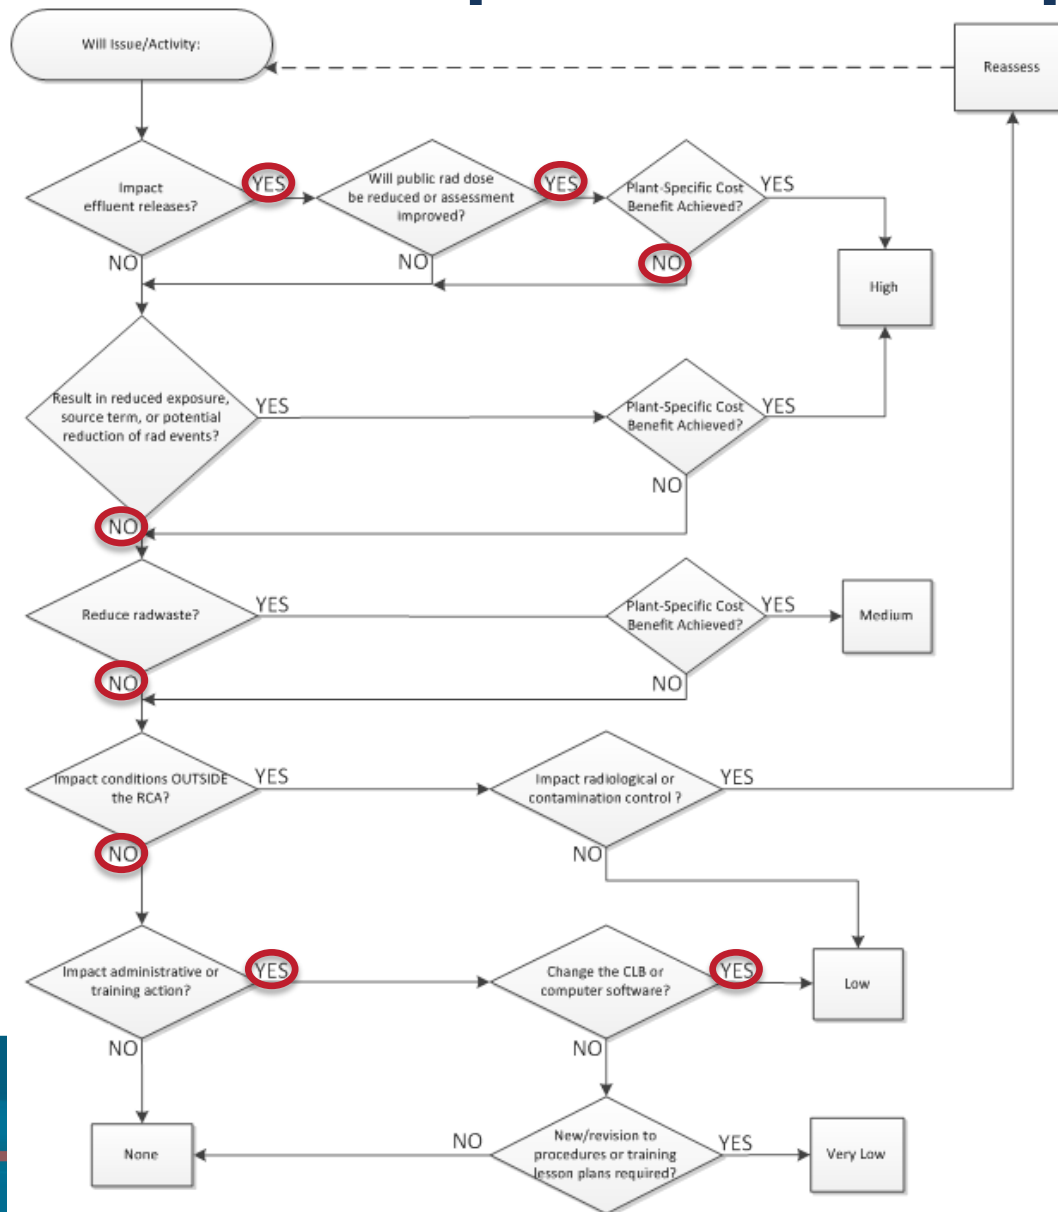 Will Issue/Activity:
Reassess
Impact
effluent releases?
YES
NO
Will public rad dose
be reduced or assessment
improved?
YES
NO
Plant-Specific Cost
Benefit Achieved?
YES
NO
High
Result in reduced exposure,
source term, or potential
reduction of rad events?
YES
NO
Plant-Specific Cost
Benefit Achieved?
YES
NO
Reduce radwaste?
YES
NO
Plant-Specific Cost
Benefit Achieved?
YES
NO
Medium
Impact conditions OUTSIDE
the RCA?
YES
NO
Impact radiological or
contamination control ?
YES
NO
Impact administrative or
training action?
YES
NO
Change the CLB or
computer software?
YES
NO
Low
None
New/revision to
procedures or training
lesson plans required?
NO
YES
Very Low